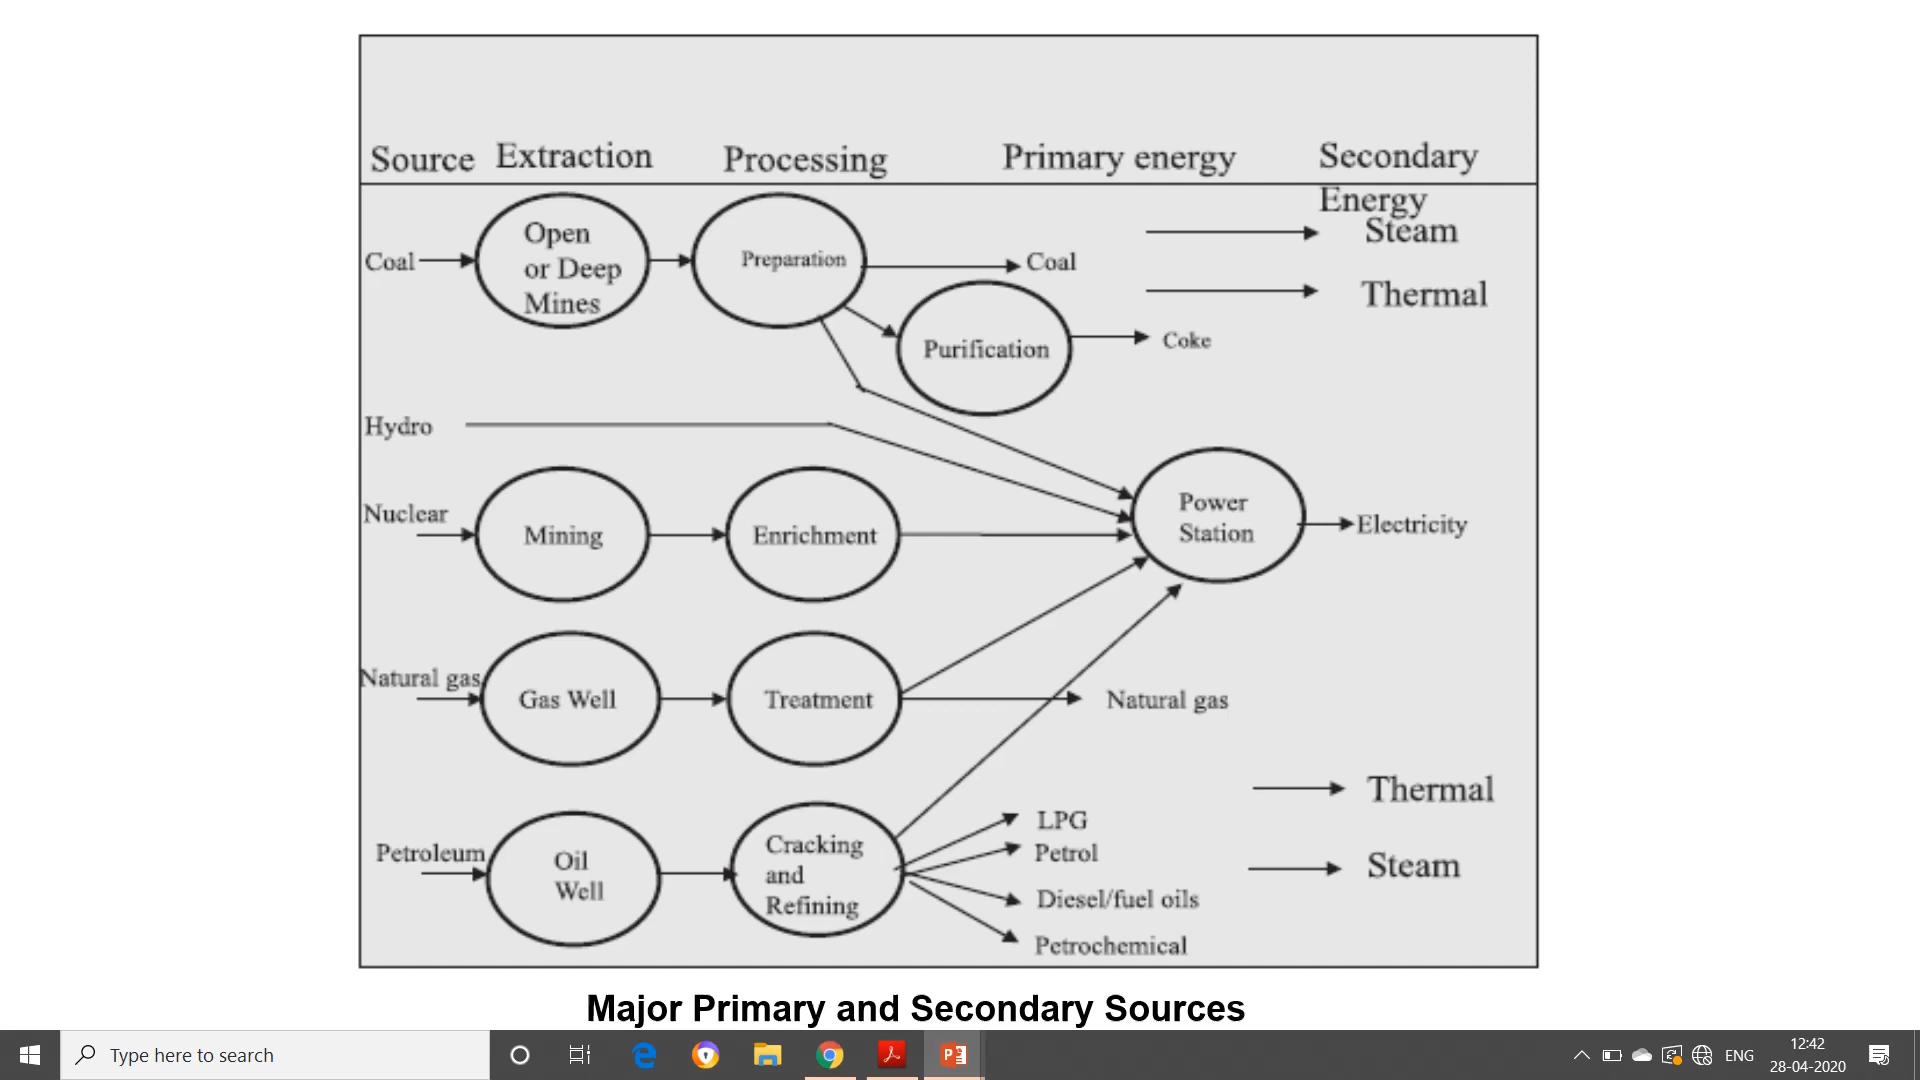 Source Extraction Processing Primary energy Secondary
Energy
Steam
Coal
Open
or Deep
Mines
Preparation
Coal
Thermal
Purification
Coke
Hydro
Nuclear
Mining
Enrichment
Power
Station
Electricity
Natural gas
Gas Well
Treatment
Natural gas
Thermal
Petroleum
Oil
Well
Cracking
and
Refining
LPG
Petrol
Diesel/fuel oils
Petrochemical
Steam
Major Primary and Secondary Sources
Type here to search
ENG
12:42
28-04-2020